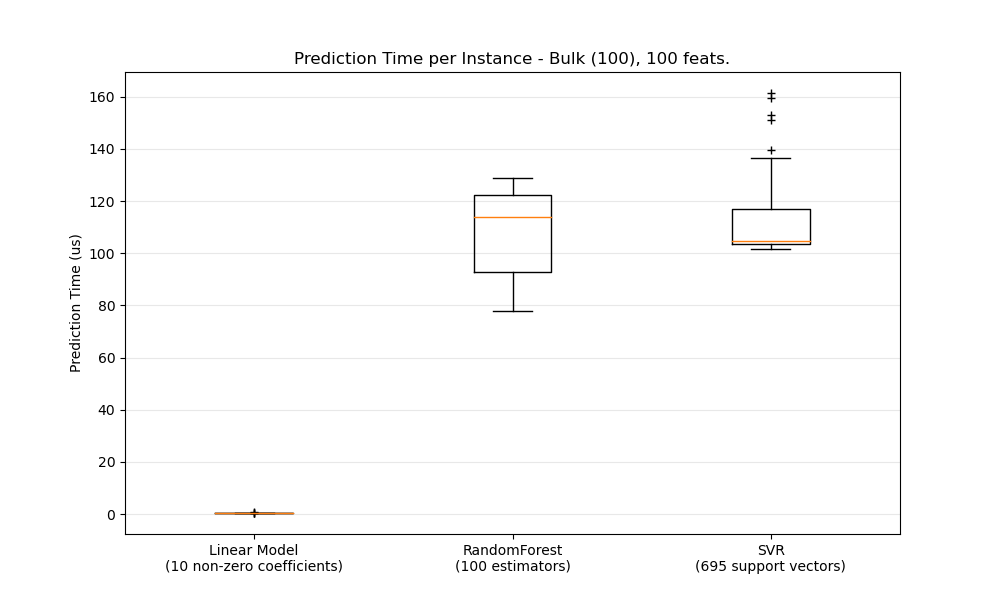 Prediction Time per Instance - Bulk (100), 100 feats.
Prediction Time (us)
160
140
120
100
80
60
40
20
0
Linear Model
(10 non-zero coefficients)
RandomForest
(100 estimators)
SVR
(695 support vectors)